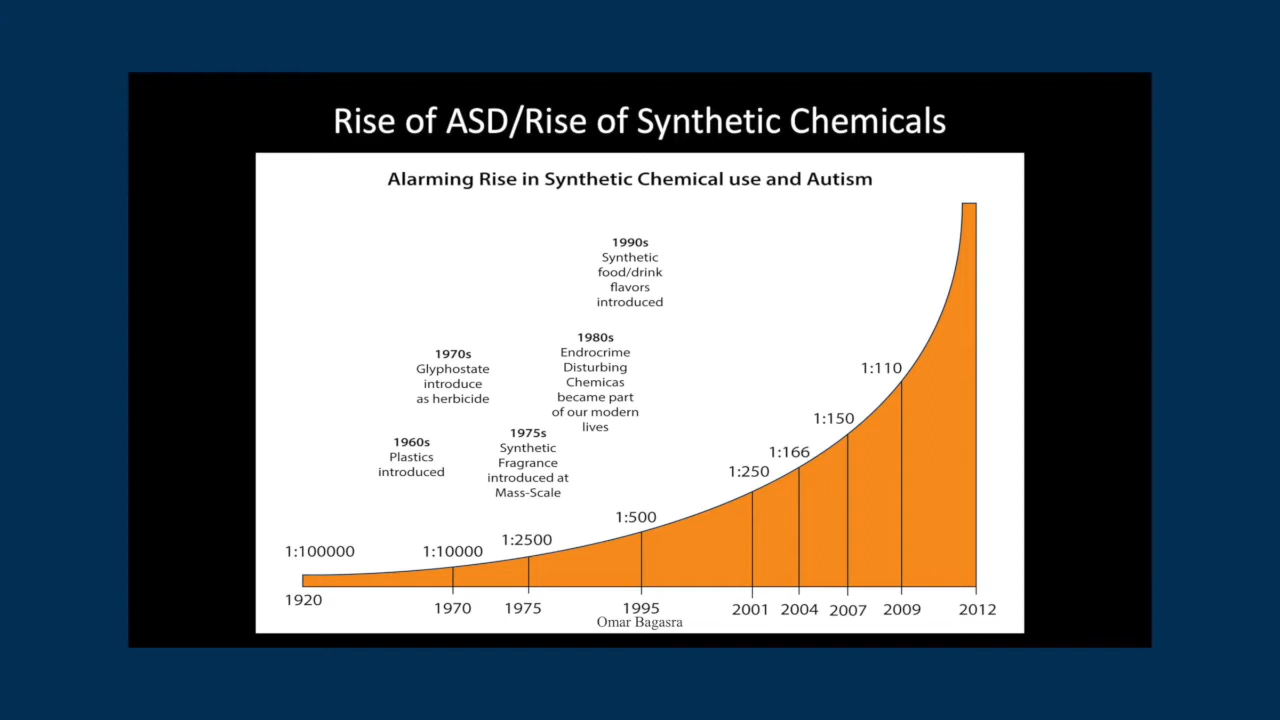 Rise of ASD/Rise of Synthetic Chemicals
Alarming Rise in Synthetic Chemical use and Autism
1990s
Synthetic
food/drink
flavors
introduced
1980s
Endrocrime
Disturbing
Chemicas
became part
of our modern
lives
1970s
Glyphostate
introduce
as herbicide
1975s
Synthetic
Fragrance
introduced at
Mass-Scale
1960s
Plastics
introduced
1:100000
1:10000
1:2500
1:500
1:250
1:166
1:150
1:110
1920
1970
1975
1995
2001
2004
2007
2009
2012
Omar Bagasra